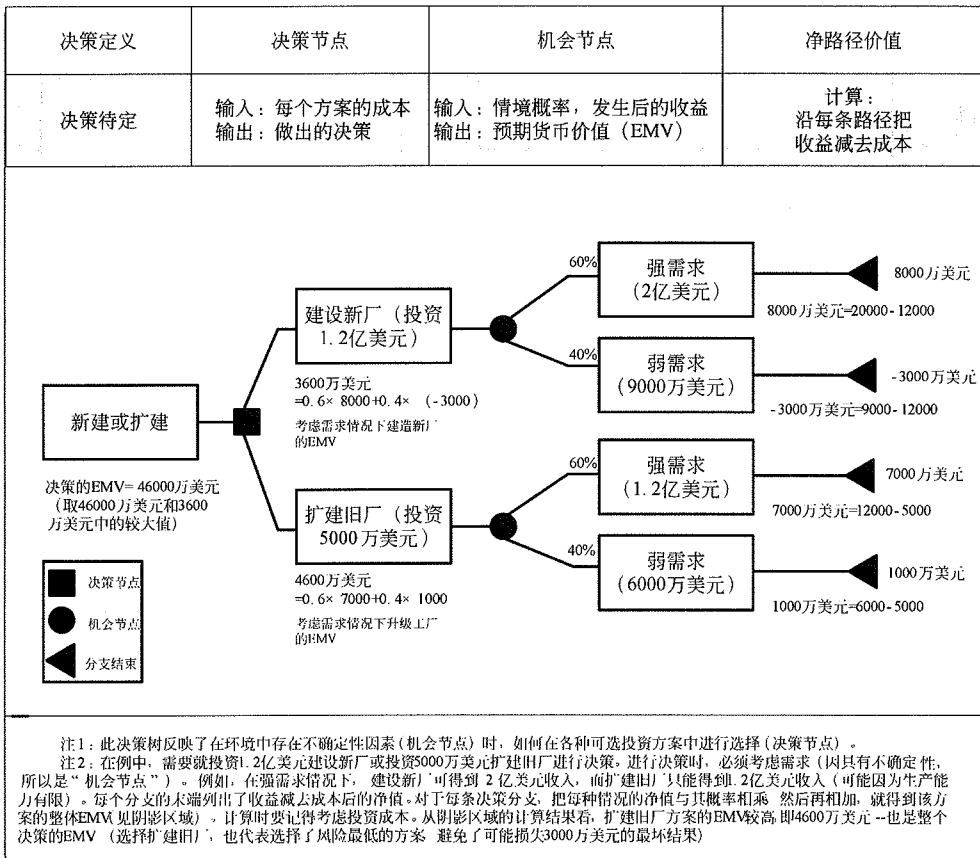 决策定义
决策节点
机会节点
净路径价值
决策待定
输入：每个方案的成本
输出：做出的决策
输入：情境概率，发生后的收益
输出：预期货币价值（EMV）
计算：
沿每条路径把
收益减去成本
新建或扩建
决策的EMV= 46000万美元
（取46000万美元和3600
万美元中的较大值）
建设新厂（投资
1. 2亿美元）
3600万美元
=0. 6× 8000+0. 4× （-3000）
考虑需求情况下建造新厂
的EMV
扩建旧厂（投资
5000万美元）
4600万美元
=0. 6× 7000+0. 4× 1000
考虑需求情况下升级工厂
的EMV
60%
强需求
（2亿美元）
8000万美元
8000万美元=20000-12000
40%
弱需求
（9000万美元）
-3000万美元
-3000万美元=9000-12000
60%
强需求
（1. 2亿美元）
7000万美元
7000万美元=12000-5000
40%
弱需求
（6000万美元）
1000万美元
1000万美元=6000-5000
决策节点
机会节点
分支结束
注1：此决策树反映了在环境中存在不确定性因素（机会节点）时，如何在各种可选投资方案中进行选择（决策节点）。
注2：在例中，需要就投资1. 2亿美元建设新厂或投资5000万美元扩建旧厂进行决策。进行决策时，必须考虑需求（因具有不确定性，
所以是“机会节点”）。例如，在强需求情况下， 建设新厂可得到 2 亿美元收入，而扩建旧厂只能得到1. 2亿美元收入（可能因为生产能
力有限）。每个分支的末端列出了收益减去成本后的净值。对于每条决策分支，把每种情况的净值与其概率相乘 然后再相加，就得到该方
案的整体EMV（见阴影区域）。计算时要记得考虑投资成本。从阴影区域的计算结果看，扩建旧厂方案的EMV较高，即4600万美元--也是整个
决策的EMV （选择扩建旧厂，也代表选择了风险最低的方案 避免了可能损失3000万美元的最坏结果）